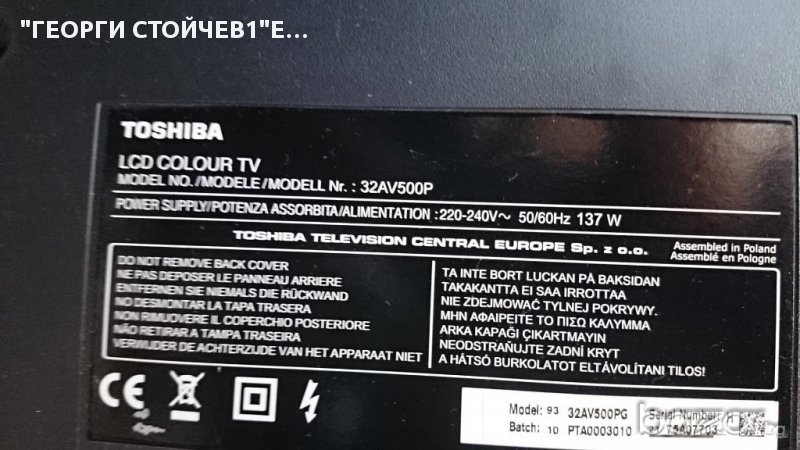 "ГЕОРГИ СТОЙЧЕВ1"Е...
TOSHIBA
LCD COLOUR TV
MODEL NO./MODELE/MODELL Nr. : 32AV500P
POWER SUPPLY/POTENZA ASSORBITA/ALIMENTATION :220-240V~ 50/60Hz 137 W
TOSHIBA TELEVISION CENTRAL EUROPE Sp. z o.o.
Assembled in Poland
Assemblé en Pologne
DO NOT REMOVE BACK COVER
NE PAS DEPOSER LE PANNEAU ARRIERE
ENTFERNEN SIE NIEMALS DIE RÜCKWAND
NO DESMONTAR LA TAPA TRASERA
NON RIMUOVERE IL COPERCHIO POSTERIORE
NÃO RETIRAR A TAMPA TRASEIRA
VERWIJDER DE ACHTERZIJDE VAN HET APPARAAT NIET
TA INTE BORT LUCKAN PÅ BAKSIDAN
TAKAKANTTA EI SAA IRROTTAA
NIE ZDEJMOWAĆ TYLNEJ POKRYWY.
ΜΗΝ ΑΦΑΙΡΕΙΤΕ ΤΟ ΠΙΣΩ ΚΑΛΥΜΜΑ
ARKA KAPAĞI ÇIKARTMAYIN
NEODSTRAŇUJTE ZADNÍ KRYT
A HÁTSÓ BURKOLATOT ELTÁVOLÍTANI TILOS!
CE
Model: 93 32AV500PG Serial Number:
Batch: 10 PTA0003010